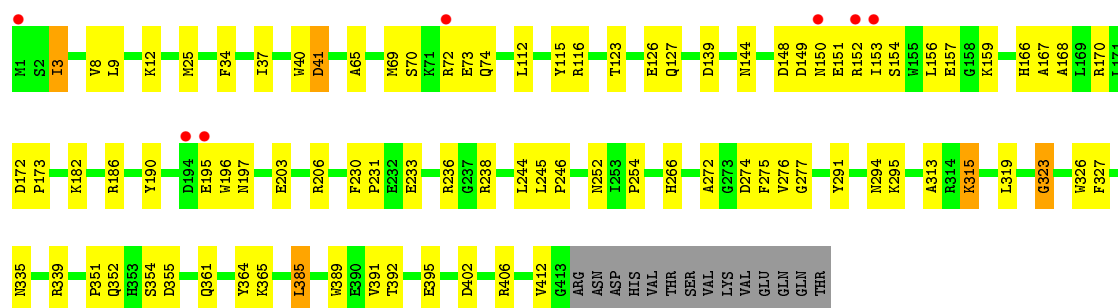 M1 S2 I3 V8 L9 K12 M25 F34 I37 W40 D41 A65 M69 S70 K71 R72 E73 Q74 L112 Y115 R116 T123 E126 Q127 D139 N144 D148 D149 N150 E151 R152 I153 S154 W155 L156 E157 G158 K159 H166 A167 A168 L169 R170 L171
D172 P173 K182 R186 Y190 D194 E195 W196 N197 E203 R206 F230 P231 E232 E233 R236 G237 R238 L244 L245 P246 N252 I253 P254 H266 A272 G273 D274 F275 V276 G277 Y291 N294 K295 A313 R314 K315 L319 G323 W326 F327
N335 R339 P351 Q352 H353 S354 D355 Q361 Y364 K365 L385 W389 E390 V391 T392 E395 D402 R406 V412 G413 ARG ASN ASP HIS VAL THR SER VAL LYS VAL GLU GLN GLN THR